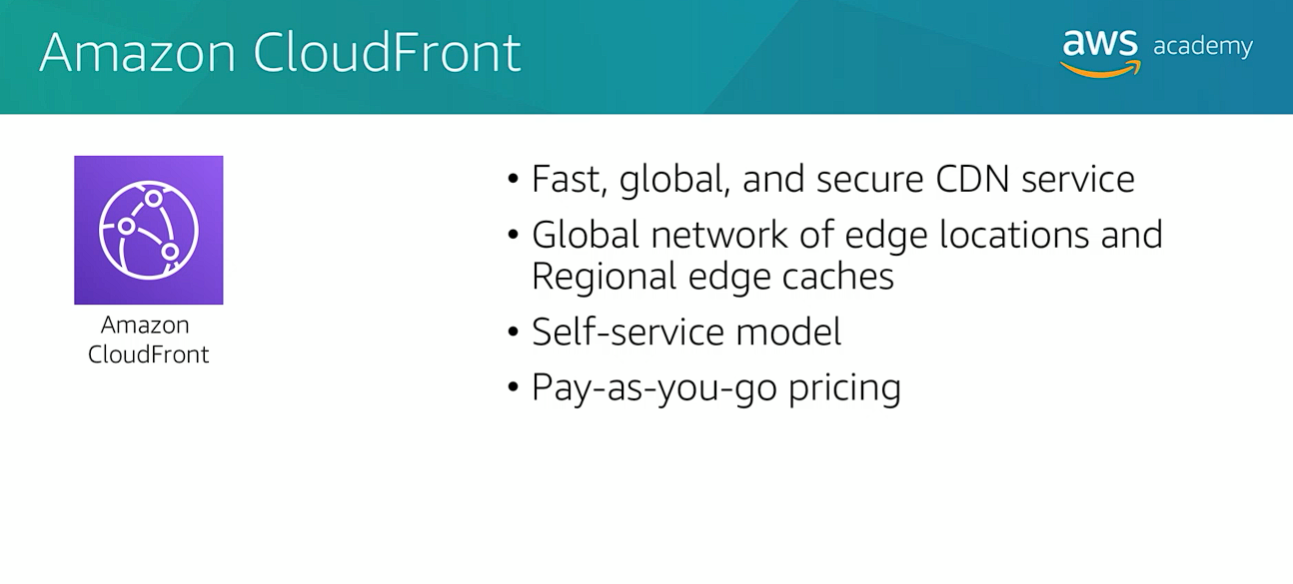 Amazon CloudFront
aws academy
Amazon
CloudFront
• Fast, global, and secure CDN service
• Global network of edge locations and
Regional edge caches
• Self-service model
• Pay-as-you-go pricing